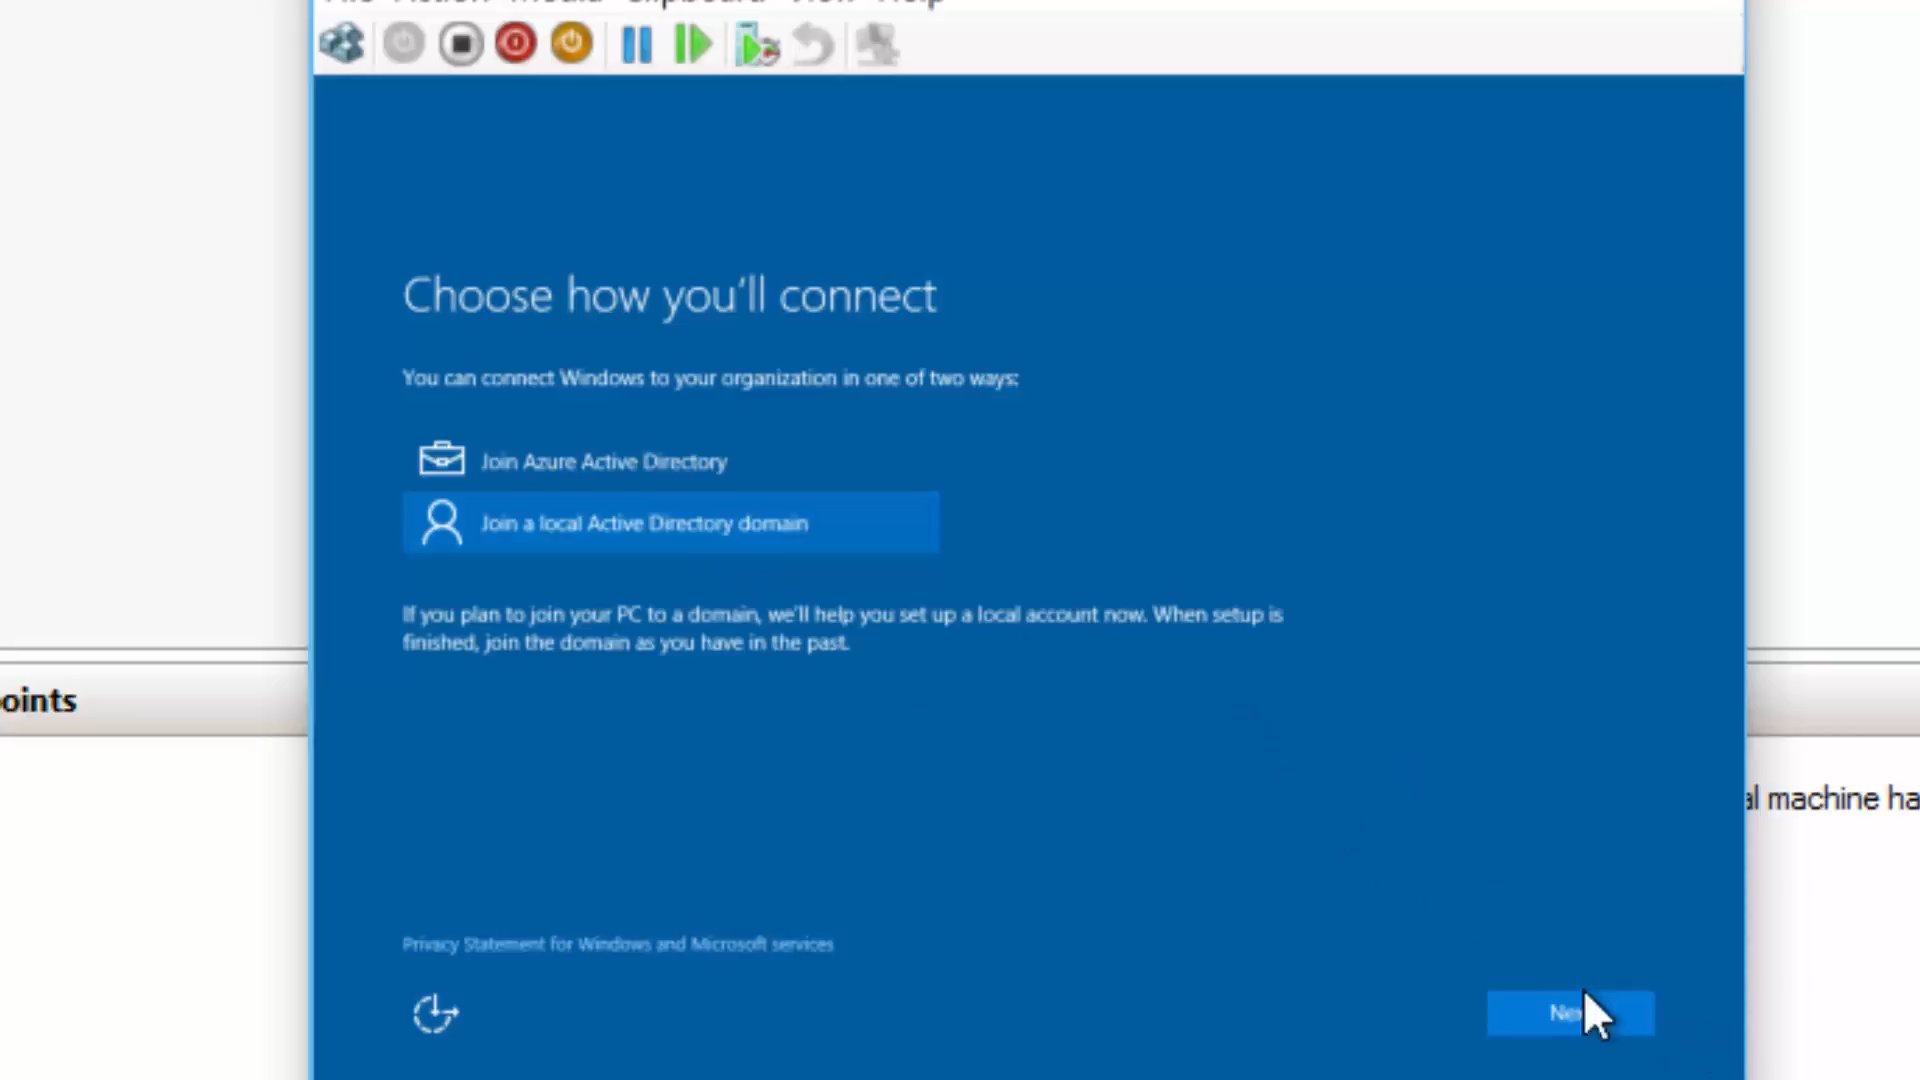 Choose how you'll connect
You can connect Windows to your organization in one of two ways:
Join Azure Active Directory
Join a local Active Directory domain
If you plan to join your PC to a domain, we'll help you set up a local account now. When setup is
finished, join the domain as you have in the past.
oints
al machine ha
Privacy Statement for Windows and Microsoft services